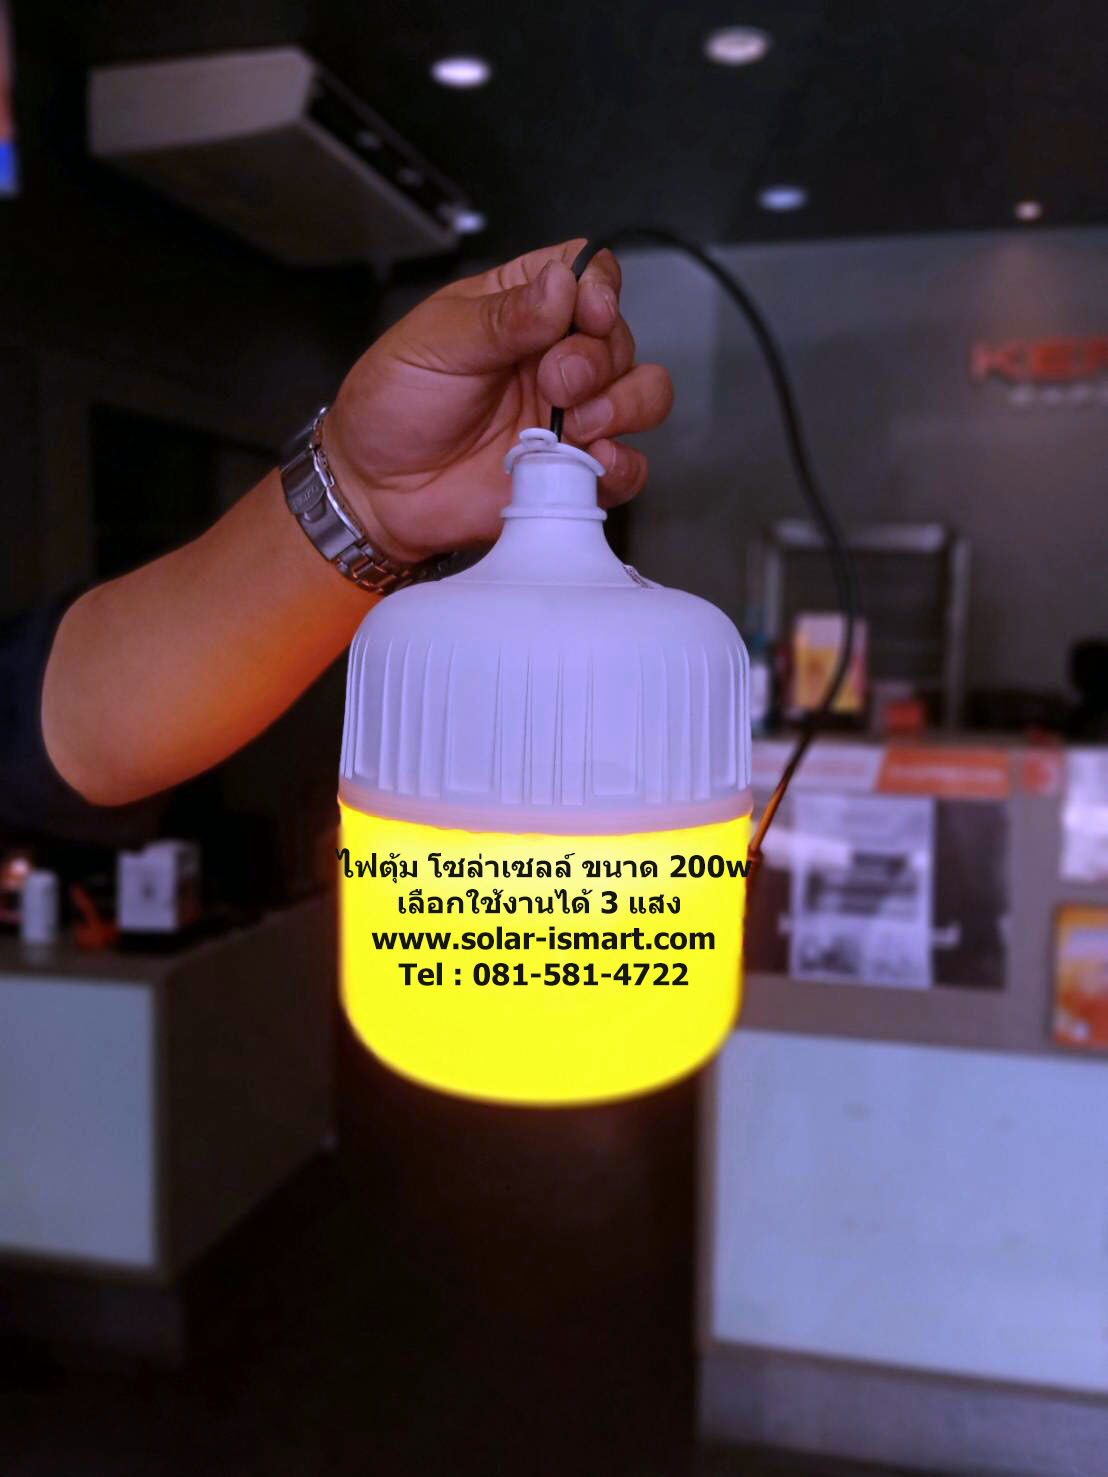 ไฟตุ้ม โซล่าเซลล์ ขนาด 200w
เลือกใช้งานได้ 3 แสง
www.solar-ismart.com
Tel : 081-581-4722